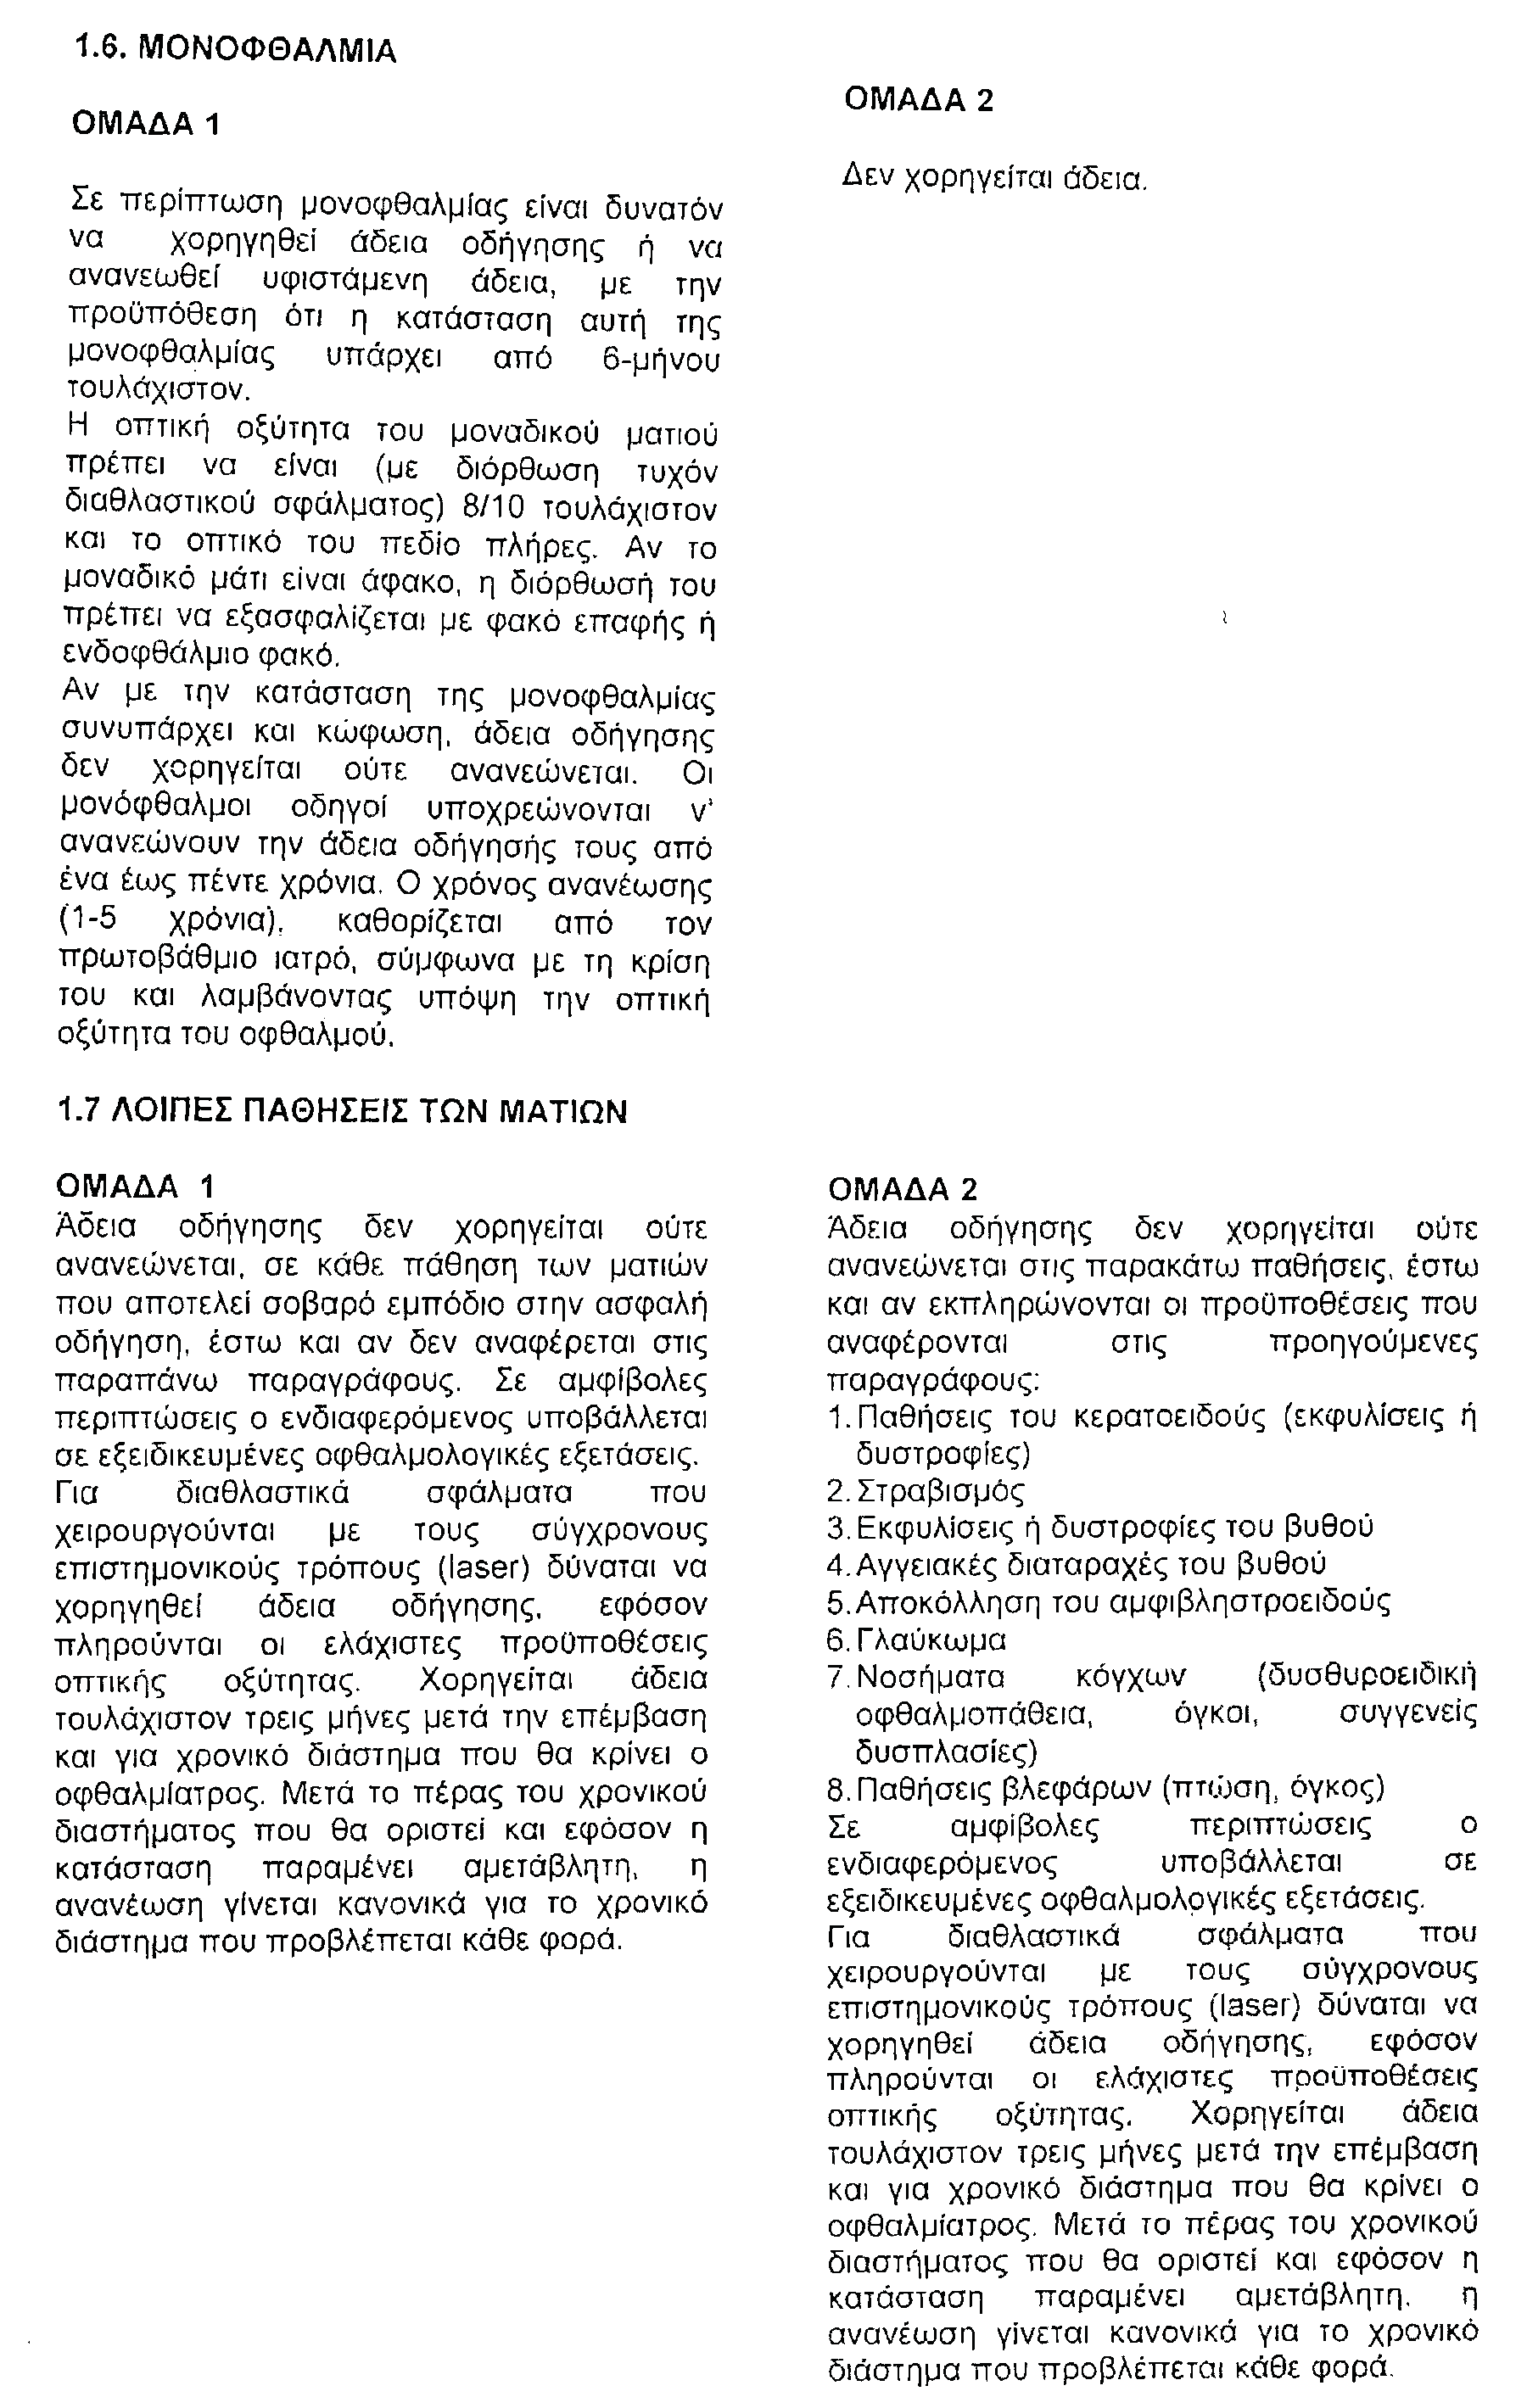 1.6. ΜΟΝΟΦΘΑΛΜΙΑ
ΟΜΑΔΑ 1
Σε περίπτωση μονοφθαλμίας είναι δυνατόν
να χορηγηθεί άδεια οδήγησης ή να
ανανεωθεί υφιστάμενη άδεια, με την
προϋπόθεση ότι η κατάσταση αυτή της
μονοφθαλμίας υπάρχει από 6-μήνου
τουλάχιστον.
Η οπτική οξύτητα του μοναδικού ματιού
πρέπει να είναι (με διόρθωση τυχόν
διαθλαστικού σφάλματος) 8/10 τουλάχιστον
και το οπτικό του πεδίο πλήρες. Αν το
μοναδικό μάτι είναι άφακο, η διόρθωσή του
πρέπει να εξασφαλίζεται με φακό επαφής ή
ενδοφθάλμιο φακό.
Αν με την κατάσταση της μονοφθαλμίας
συνυπάρχει και κώφωση, άδεια οδήγησης
δεν χορηγείται ούτε ανανεώνεται. Οι
μονόφθαλμοι οδηγοί υποχρεώνονται ν'
ανανεώνουν την άδεια οδήγησής τους από
ένα έως πέντε χρόνια. Ο χρόνος ανανέωσης
(1-5 χρόνια), καθορίζεται από τον
πρωτοβάθμιο ιατρό, σύμφωνα με τη κρίση
του και λαμβάνοντας υπόψη την οπτική
οξύτητα του οφθαλμού.
ΟΜΑΔΑ 2
Δεν χορηγείται άδεια.
1.7 ΛΟΙΠΕΣ ΠΑΘΗΣΕΙΣ ΤΩΝ ΜΑΤΙΩΝ
ΟΜΑΔΑ 1
Άδεια οδήγησης δεν χορηγείται ούτε
ανανεώνεται, σε κάθε πάθηση των ματιών
που αποτελεί σοβαρό εμπόδιο στην ασφαλή
οδήγηση, έστω και αν δεν αναφέρεται στις
παραπάνω παραγράφους. Σε αμφίβολες
περιπτώσεις ο ενδιαφερόμενος υποβάλλεται
σε εξειδικευμένες οφθαλμολογικές εξετάσεις.
Για διαθλαστικά σφάλματα που
χειρουργούνται με τους σύγχρονους
επιστημονικούς τρόπους (laser) δύναται να
χορηγηθεί άδεια οδήγησης, εφόσον
πληρούνται οι ελάχιστες προϋποθέσεις
οπτικής οξύτητας. Χορηγείται άδεια
τουλάχιστον τρεις μήνες μετά την επέμβαση
και για χρονικό διάστημα που θα κρίνει ο
οφθαλμίατρος. Μετά το πέρας του χρονικού
διαστήματος που θα οριστεί και εφόσον η
κατάσταση παραμένει αμετάβλητη, η
ανανέωση γίνεται κανονικά για το χρονικό
διάστημα που προβλέπεται κάθε φορά.
ΟΜΑΔΑ 2
Άδεια οδήγησης δεν χορηγείται ούτε
ανανεώνεται στις παρακάτω παθήσεις, έστω
και αν εκπληρώνονται οι προϋποθέσεις που
αναφέρονται στις προηγούμενες
παραγράφους:
1. Παθήσεις του κερατοειδούς (εκφυλίσεις ή
δυστροφίες)
2. Στραβισμός
3. Εκφυλίσεις ή δυστροφίες του βυθού
4. Αγγειακές διαταραχές του βυθού
5. Αποκόλληση του αμφιβληστροειδούς
6. Γλαύκωμα
7. Νοσήματα κόγχων (δυσθυροειδική
οφθαλμοπάθεια, όγκοι, συγγενείς
δυσπλασίες)
8. Παθήσεις βλεφάρων (πτώση, όγκος)
Σε αμφίβολες περιπτώσεις ο
ενδιαφερόμενος υποβάλλεται σε
εξειδικευμένες οφθαλμολογικές εξετάσεις.
Για διαθλαστικά σφάλματα που
χειρουργούνται με τους σύγχρονους
επιστημονικούς τρόπους (laser) δύναται να
χορηγηθεί άδεια οδήγησης, εφόσον
πληρούνται οι ελάχιστες προϋποθέσεις
οπτικής οξύτητας. Χορηγείται άδεια
τουλάχιστον τρεις μήνες μετά την επέμβαση
και για χρονικό διάστημα που θα κρίνει ο
οφθαλμίατρος. Μετά το πέρας του χρονικού
διαστήματος που θα οριστεί και εφόσον η
κατάσταση παραμένει αμετάβλητη, η
ανανέωση γίνεται κανονικά για το χρονικό
διάστημα που προβλέπεται κάθε φορά.